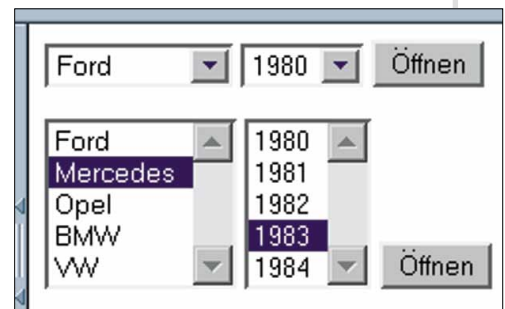 Ford 1980 Öffnen
Ford 1980
Mercedes 1981
Opel 1982
BMW 1983
VW 1984 Öffnen